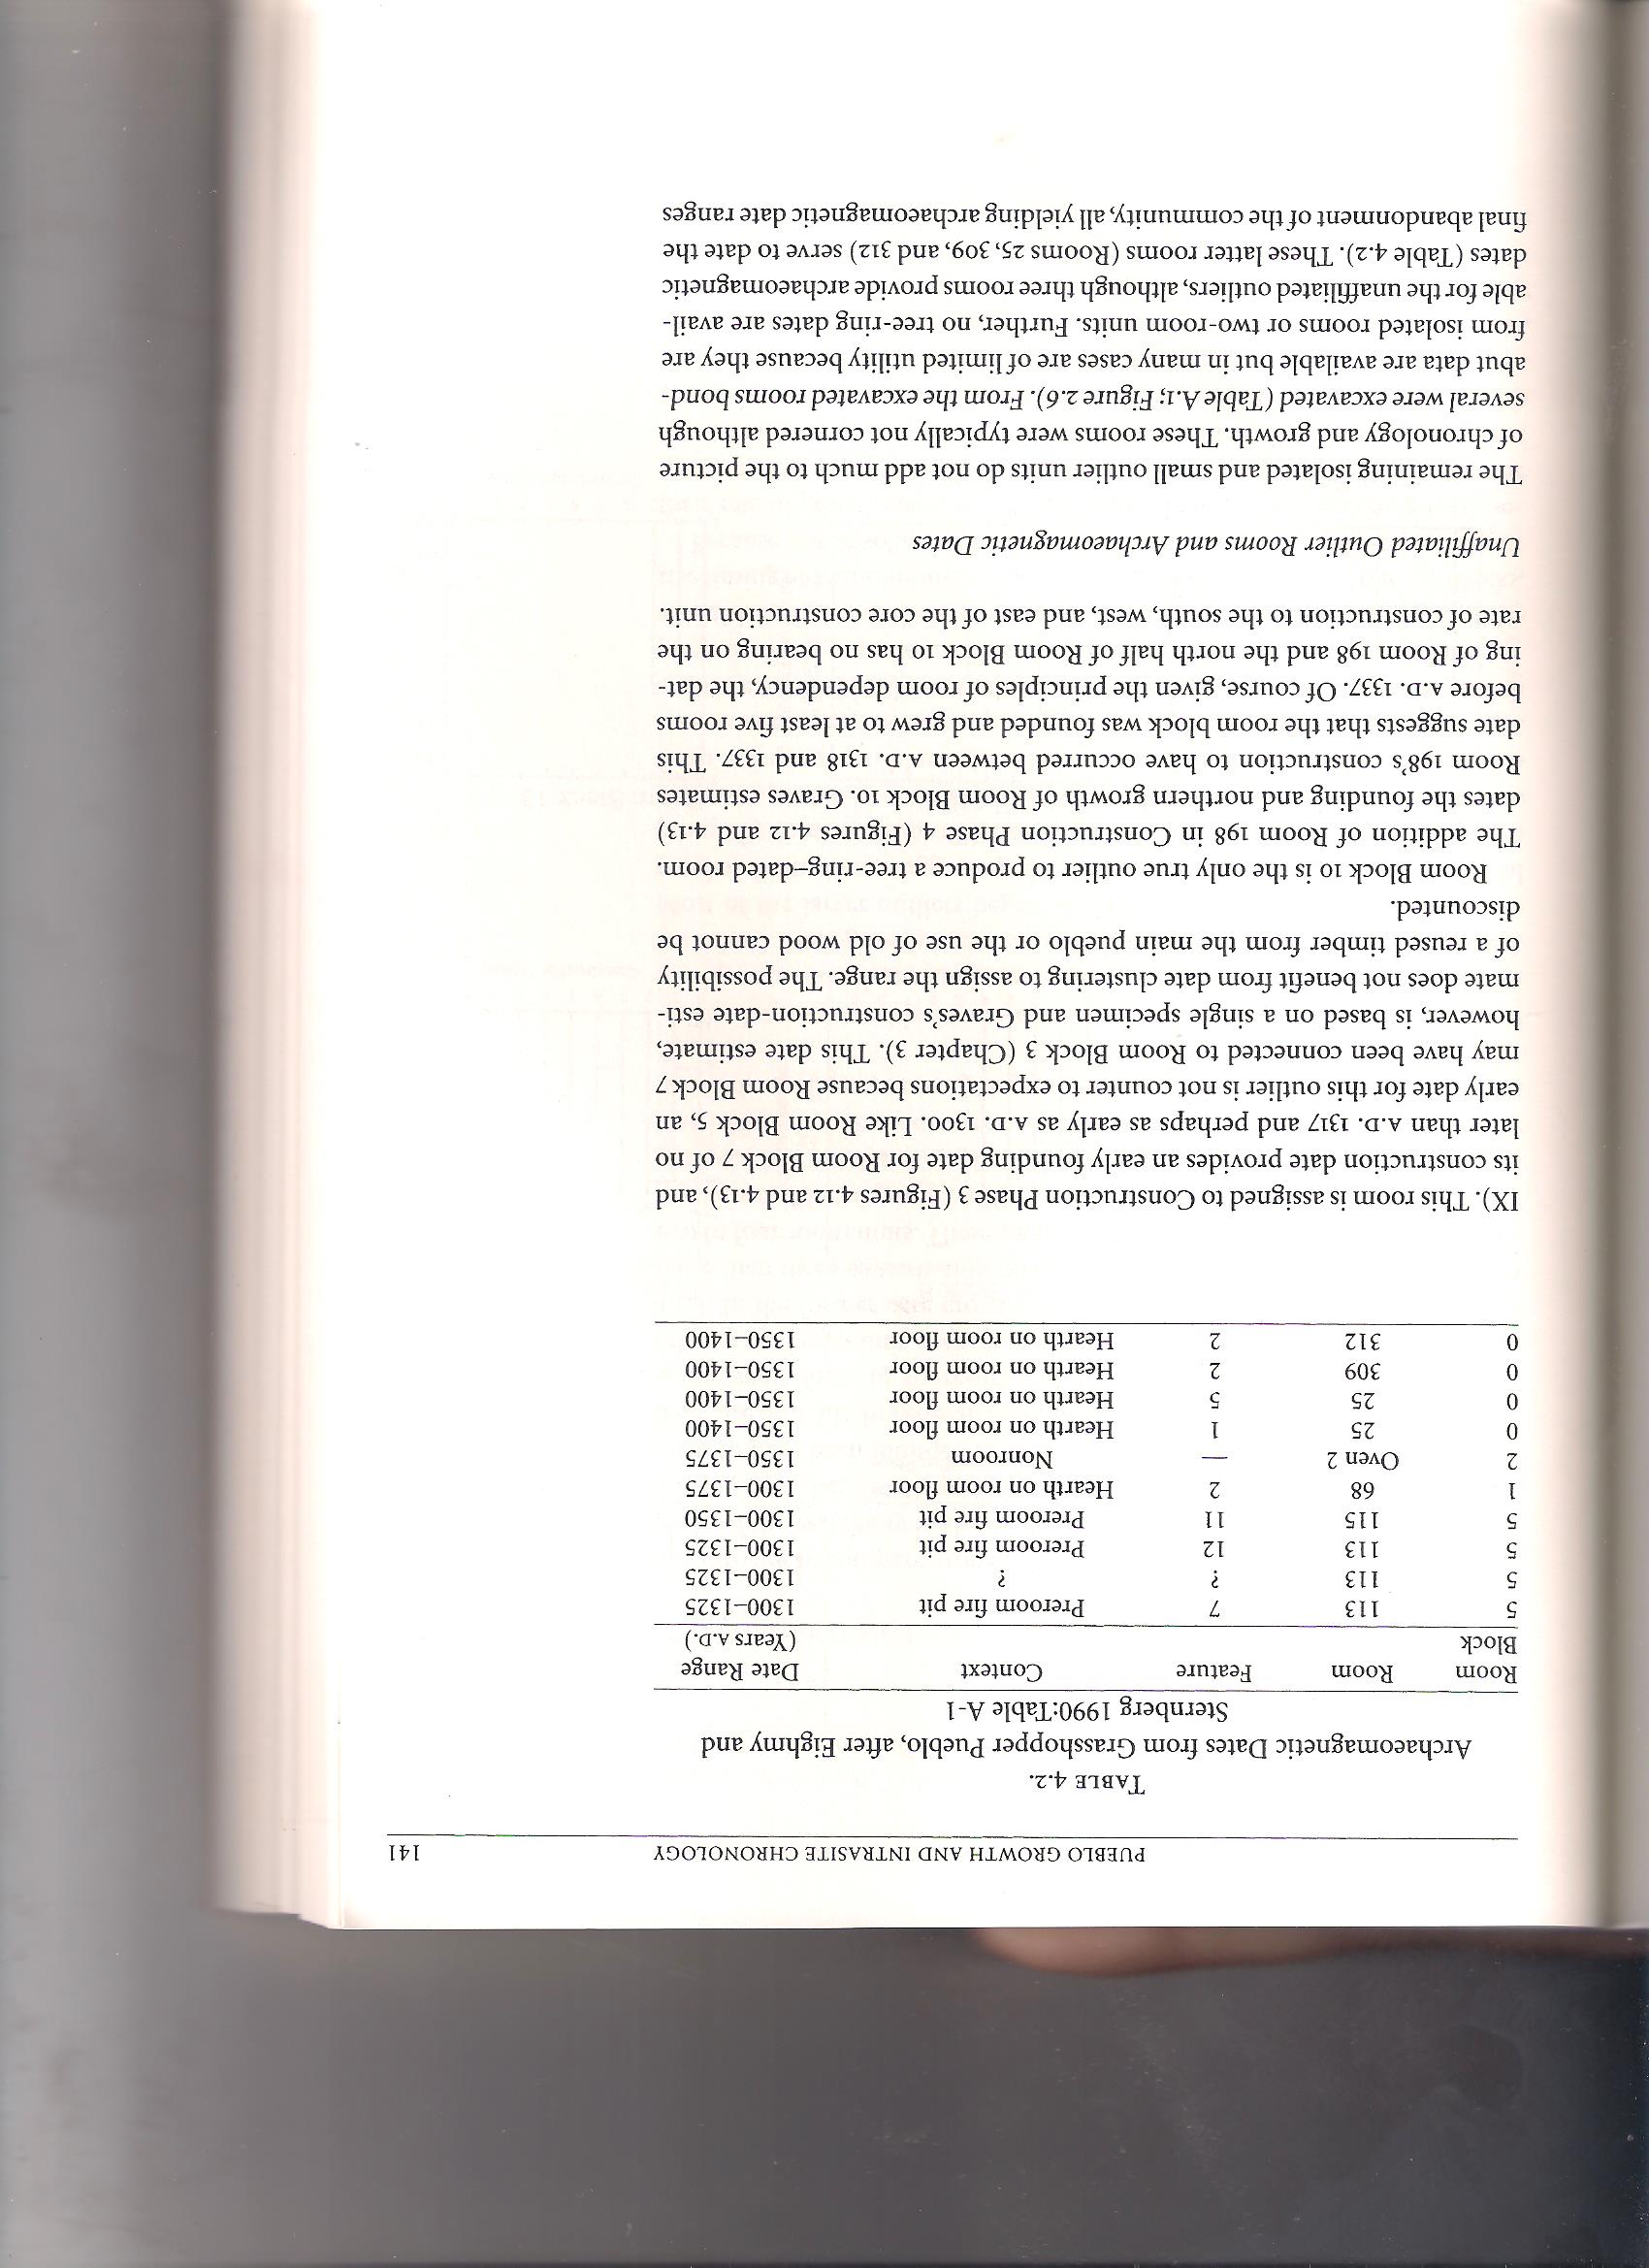 PUEBLO GROWTH AND INTRASITE CHRONOLOGY 141
TABLE 4.2.
Archaeomagnetic Dates from Grasshopper Pueblo, after Eighmy and
Sternberg 1990:Table A-1
Room Room Feature Context Date Range
Block (Years A.D.)
5 113 7 Preroom fire pit 1300–1325
5 113 ? ? 1300–1325
5 113 12 Preroom fire pit 1300–1325
5 115 11 Preroom fire pit 1300–1350
1 68 2 Hearth on room floor 1300–1375
2 Oven 2 — Nonroom 1350–1375
0 25 1 Hearth on room floor 1350–1400
0 25 5 Hearth on room floor 1350–1400
0 309 2 Hearth on room floor 1350–1400
0 312 2 Hearth on room floor 1350–1400
IX). This room is assigned to Construction Phase 3 (Figures 4.12 and 4.13), and
its construction date provides an early founding date for Room Block 7 of no
later than A.D. 1317 and perhaps as early as A.D. 1300. Like Room Block 5, an
early date for this outlier is not counter to expectations because Room Block 7
may have been connected to Room Block 3 (Chapter 3). This date estimate,
however, is based on a single specimen and Graves's construction-date esti-
mate does not benefit from date clustering to assign the range. The possibility
of a reused timber from the main pueblo or the use of old wood cannot be
discounted.
Room Block 10 is the only true outlier to produce a tree-ring–dated room.
The addition of Room 198 in Construction Phase 4 (Figures 4.12 and 4.13)
dates the founding and northern growth of Room Block 10. Graves estimates
Room 198's construction to have occurred between A.D. 1318 and 1337. This
date suggests that the room block was founded and grew to at least five rooms
before A.D. 1337. Of course, given the principles of room dependency, the dat-
ing of Room 198 and the north half of Room Block 10 has no bearing on the
rate of construction to the south, west, and east of the core construction unit.
Unaffiliated Outlier Rooms and Archaeomagnetic Dates
The remaining isolated and small outlier units do not add much to the picture
of chronology and growth. These rooms were typically not cornered although
several were excavated (Table A.1; Figure 2.6). From the excavated rooms bond-
abut data are available but in many cases are of limited utility because they are
from isolated rooms or two-room units. Further, no tree-ring dates are avail-
able for the unaffiliated outliers, although three rooms provide archaeomagnetic
dates (Table 4.2). These latter rooms (Rooms 25, 309, and 312) serve to date the
final abandonment of the community, all yielding archaeomagnetic date ranges